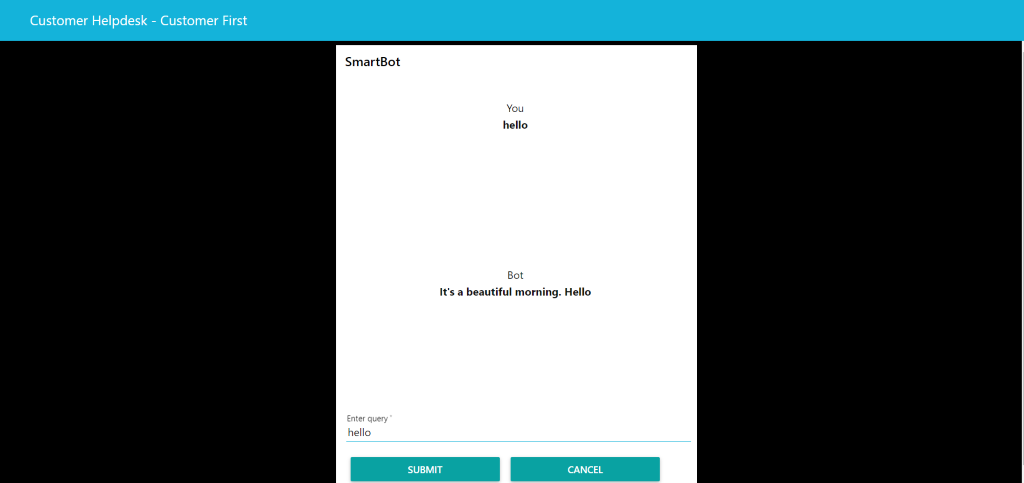 Customer Helpdesk - Customer First
SmartBot
You
hello
Bot
It's a beautiful morning. Hello
Enter query *
hello
SUBMIT
CANCEL